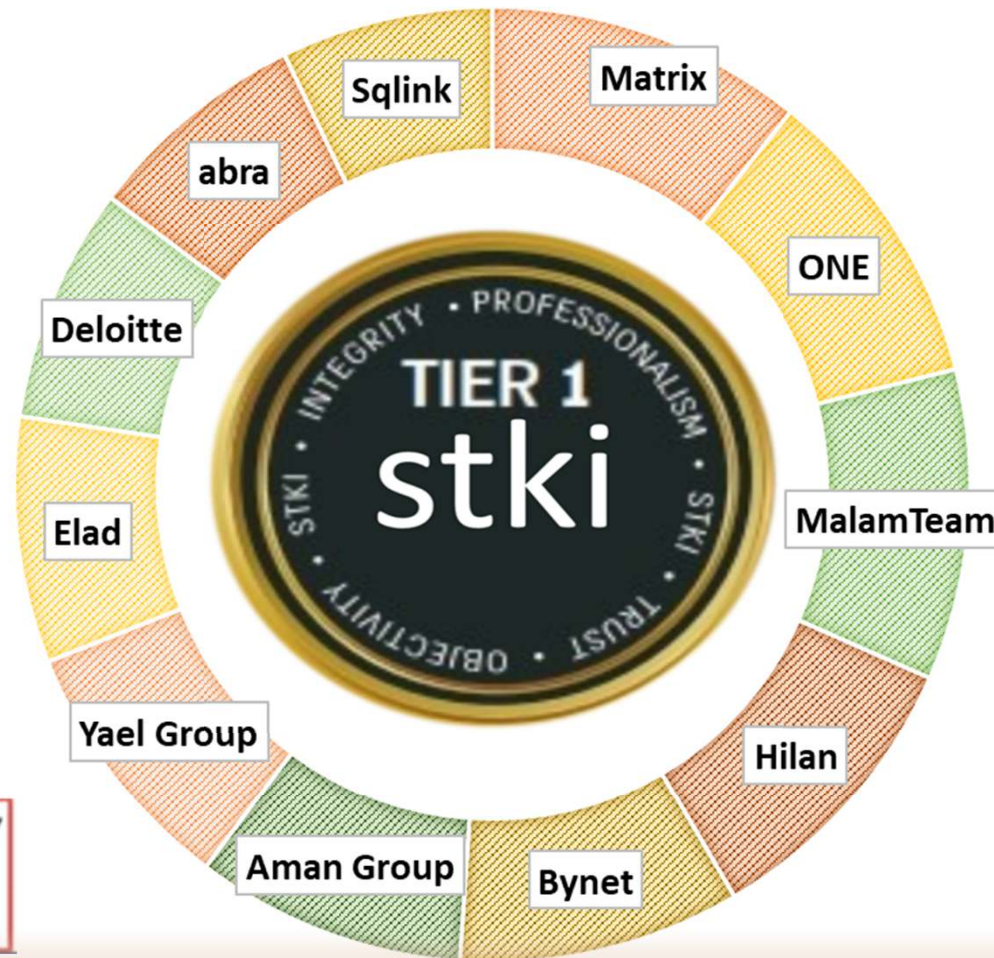 Sqlink
Matrix
abra
ONE
Deloitte
• PROFESSIONALISM • STKI • TRUST • OBJECTIVITY • STKI • INTEGRITY
TIER 1
stki
Elad
MalamTeam
Yael Group
Hilan
Aman Group
Bynet